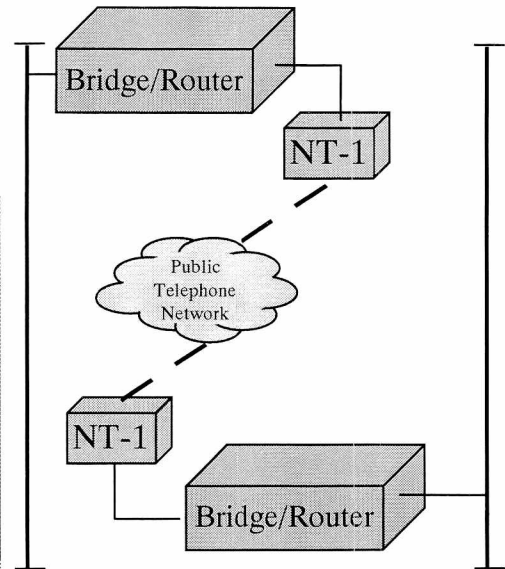 Bridge/Router
NT-1
Public
Telephone
Network
NT-1
Bridge/Router